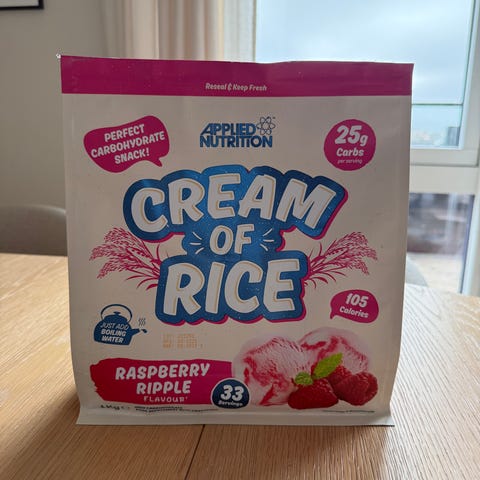 Reseal & Keep Fresh
APPLIED
NUTRITION
PERFECT
CARBOHYDRATE
SNACK!
25g
Carbs
per serving
CREAM
OF
RICE
105
Calories
JUST ADD
BOILING
WATER
RASPBERRY
RIPPLE
FLAVOUR
33
Servings
1kg e